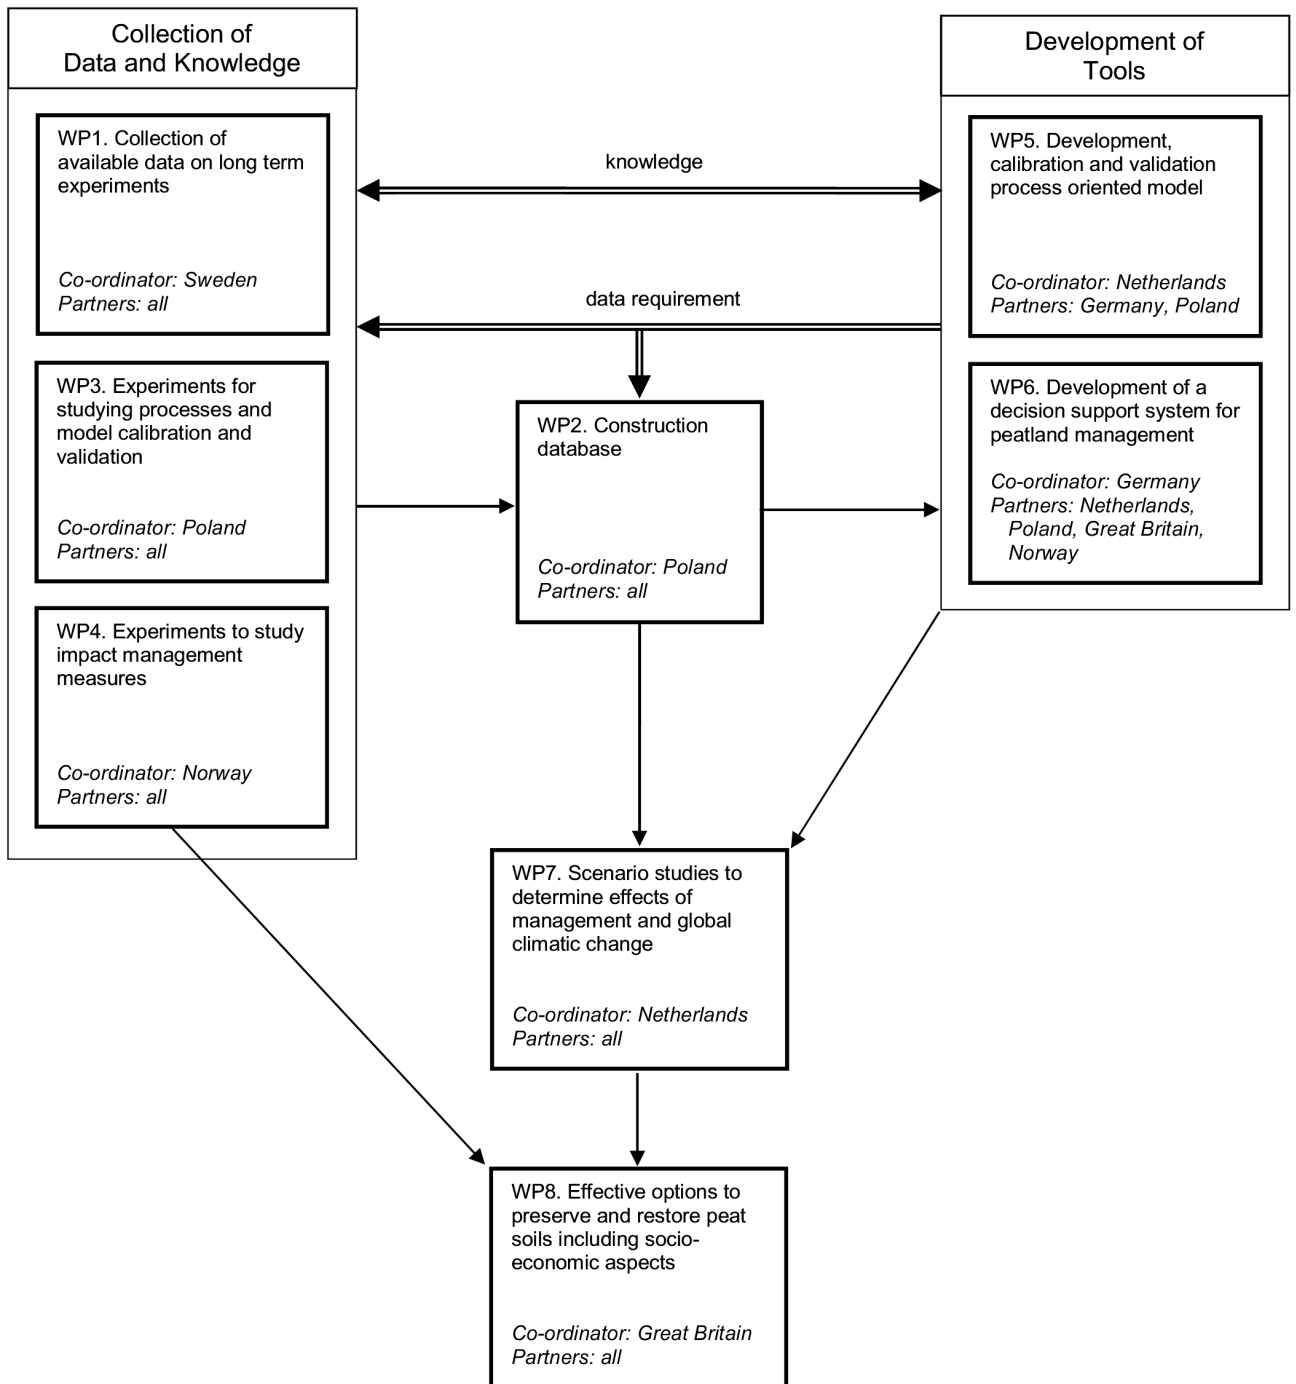 Collection of
Data and Knowledge
WP1. Collection of
available data on long term
experiments
Co-ordinator: Sweden
Partners: all
WP3. Experiments for
studying processes and
model calibration and
validation
Co-ordinator: Poland
Partners: all
WP4. Experiments to study
impact management
measures
Co-ordinator: Norway
Partners: all
knowledge
data requirement
WP2. Construction
database
Co-ordinator: Poland
Partners: all
Development of
Tools
WP5. Development,
calibration and validation
process oriented model
Co-ordinator: Netherlands
Partners: Germany, Poland
WP6. Development of a
decision support system for
peatland management
Co-ordinator: Germany
Partners: Netherlands,
Poland, Great Britain,
Norway
WP7. Scenario studies to
determine effects of
management and global
climatic change
Co-ordinator: Netherlands
Partners: all
WP8. Effective options to
preserve and restore peat
soils including socio-
economic aspects
Co-ordinator: Great Britain
Partners: all